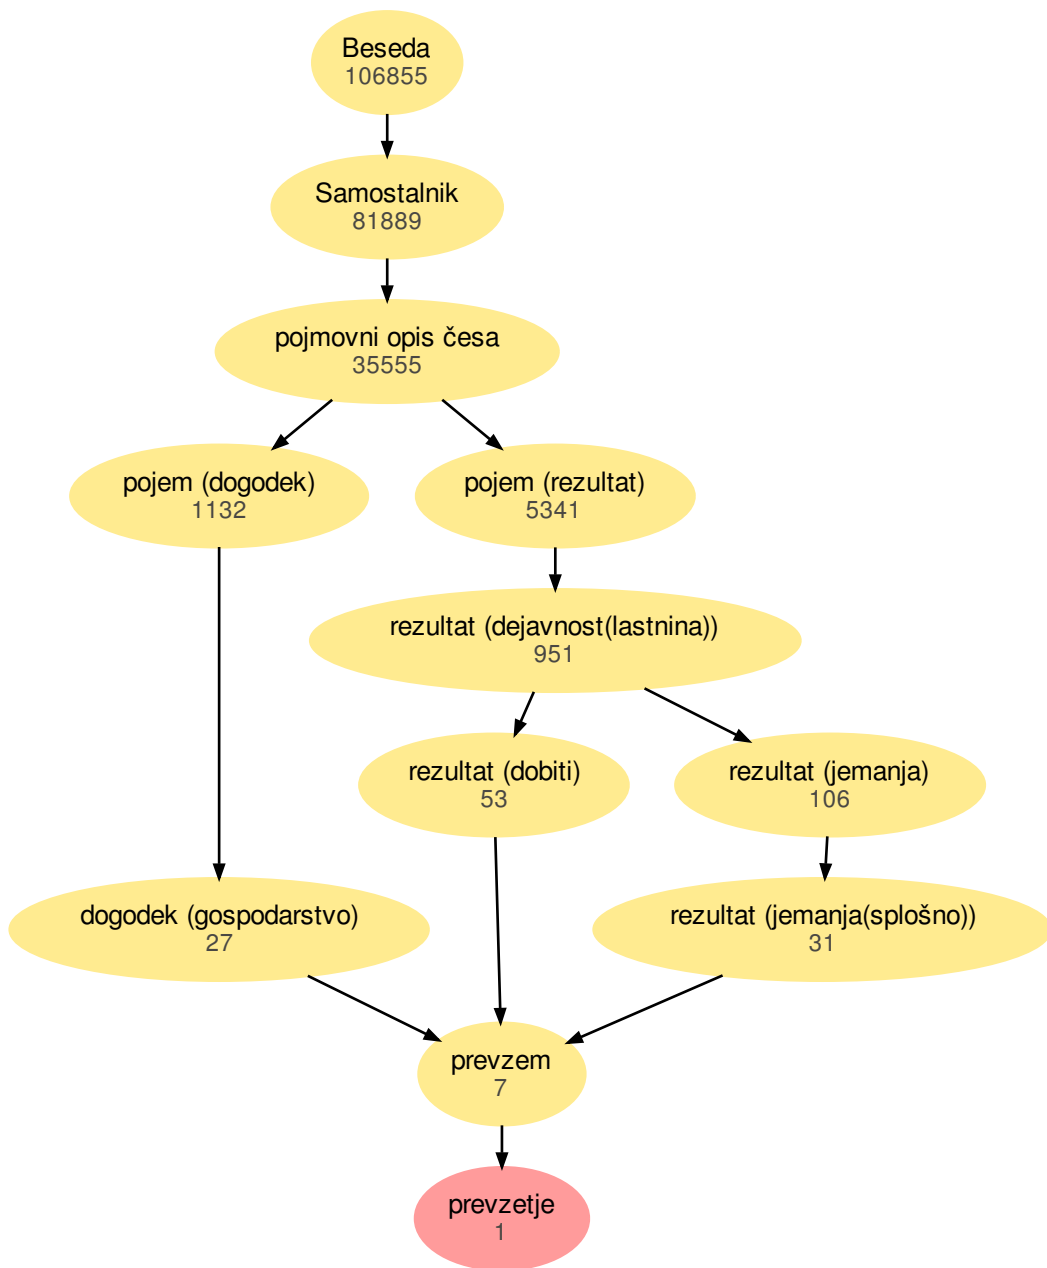 Beseda
106855
Samostalnik
81889
pojmovni opis česa
35555
pojem (dogodek)
1132
pojem (rezultat)
5341
rezultat (dejavnost(lastnina))
951
rezultat (dobiti)
53
rezultat (jemanja)
106
dogodek (gospodarstvo)
27
rezultat (jemanja(splošno))
31
prevzem
7
prevzetje
1